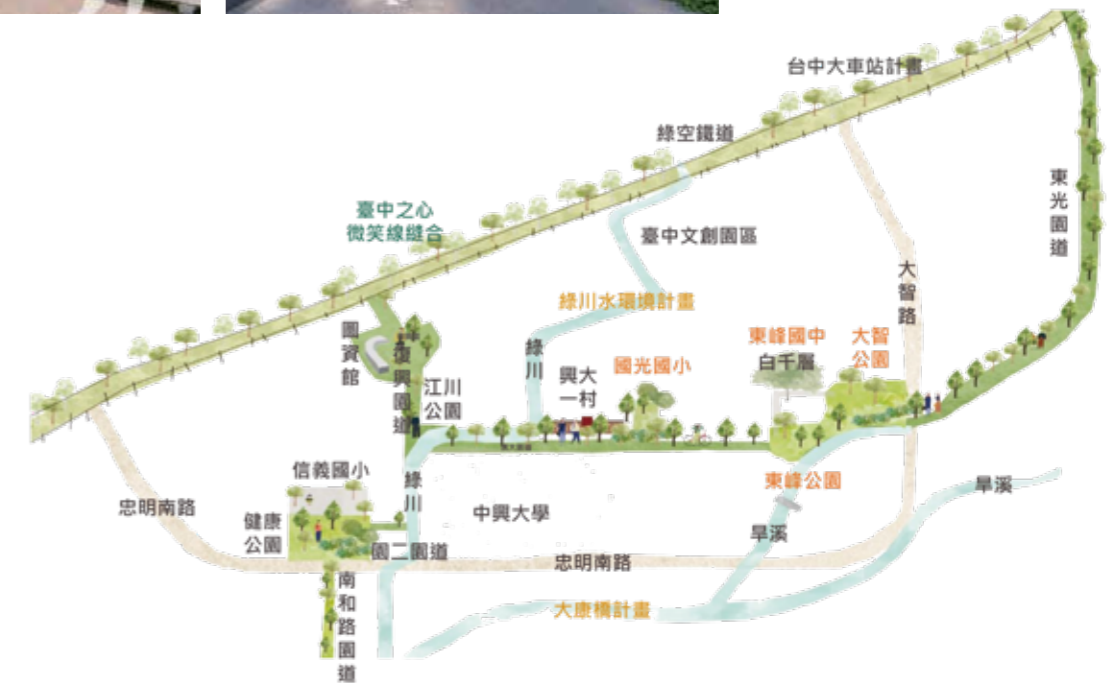 台中大車站計畫
綠空鐵道
東光園道
臺中之心
微笑線縫合
臺中文創園區
大智路
綠川水環境計畫
圖資館
復興園道
江川
公園
綠川
興大
一村
國光國小
東峰國中
白千層
大智
公園
信義國小
綠川
中興大學
東峰公園
旱溪
忠明南路
健康
公園
園二園道
旱溪
忠明南路
南和路園道
大康橋計畫